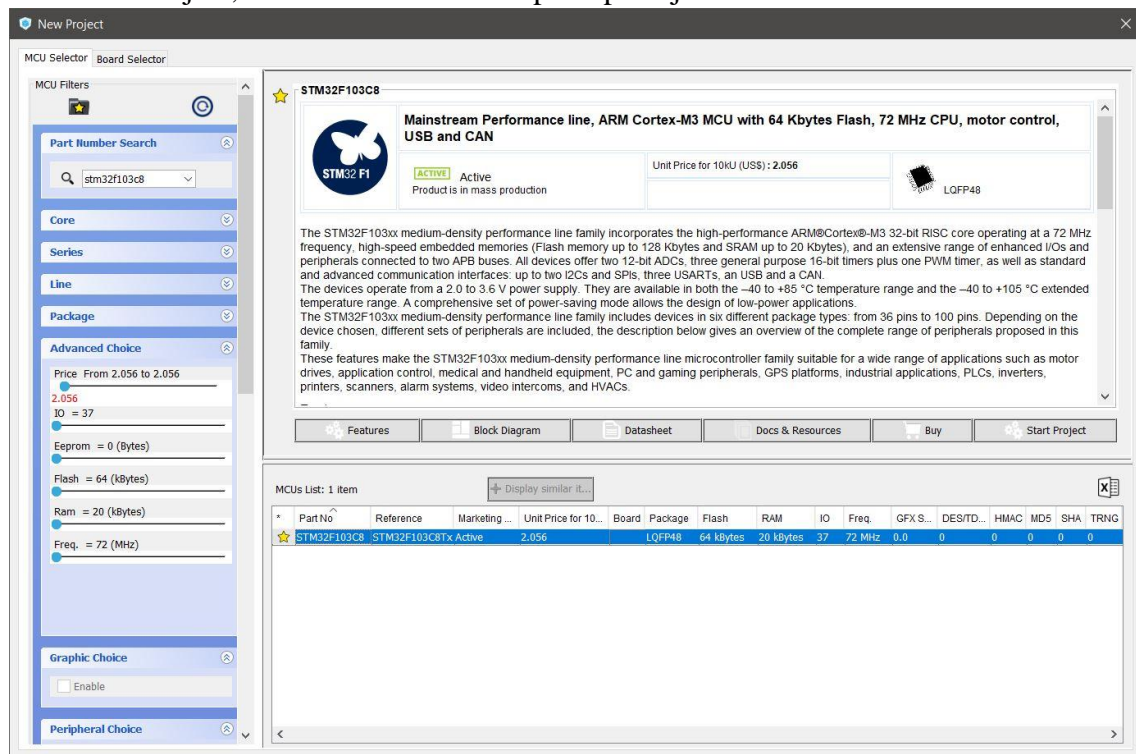 New Project
MCU Selector Board Selector
MCU Filters
Part Number Search
stm32f103c8
Core
Series
Line
Package
Advanced Choice
Price From 2.056 to 2.056
2.056
IO = 37
Eeprom = 0 (Bytes)
Flash = 64 (kBytes)
Ram = 20 (kBytes)
Freq. = 72 (MHz)
Graphic Choice
Enable
Peripheral Choice
STM32F103C8
STM32 F1
Mainstream Performance line, ARM Cortex-M3 MCU with 64 Kbytes Flash, 72 MHz CPU, motor control,
USB and CAN
ACTIVE Active
Product is in mass production
Unit Price for 10kU (US$) : 2.056
LQFP48
The STM32F103xx medium-density performance line family incorporates the high-performance ARM®Cortex®-M3 32-bit RISC core operating at a 72 MHz
frequency, high-speed embedded memories (Flash memory up to 128 Kbytes and SRAM up to 20 Kbytes), and an extensive range of enhanced I/Os and
peripherals connected to two APB buses. All devices offer two 12-bit ADCs, three general purpose 16-bit timers plus one PWM timer, as well as standard
and advanced communication interfaces: up to two I2Cs and SPIs, three USARTs, an USB and a CAN.
The devices operate from a 2.0 to 3.6 V power supply. They are available in both the –40 to +85 °C temperature range and the –40 to +105 °C extended
temperature range. A comprehensive set of power-saving mode allows the design of low-power applications.
The STM32F103xx medium-density performance line family includes devices in six different package types: from 36 pins to 100 pins. Depending on the
device chosen, different sets of peripherals are included, the description below gives an overview of the complete range of peripherals proposed in this
family.
These features make the STM32F103xx medium-density performance line microcontroller family suitable for a wide range of applications such as motor
drives, application control, medical and handheld equipment, PC and gaming peripherals, GPS platforms, industrial applications, PLCs, inverters,
printers, scanners, alarm systems, video intercoms, and HVACs.
Features Block Diagram Datasheet Docs & Resources Buy Start Project
MCUs List: 1 item + Display similar it...
* Part No Reference Marketing ... Unit Price for 10... Board Package Flash RAM IO Freq. GFX S... DES/TD... HMAC MD5 SHA TRNG
STM32F103C8 STM32F103C8Tx Active 2.056 LQFP48 64 kBytes 20 kBytes 37 72 MHz 0.0 0 0 0 0 0